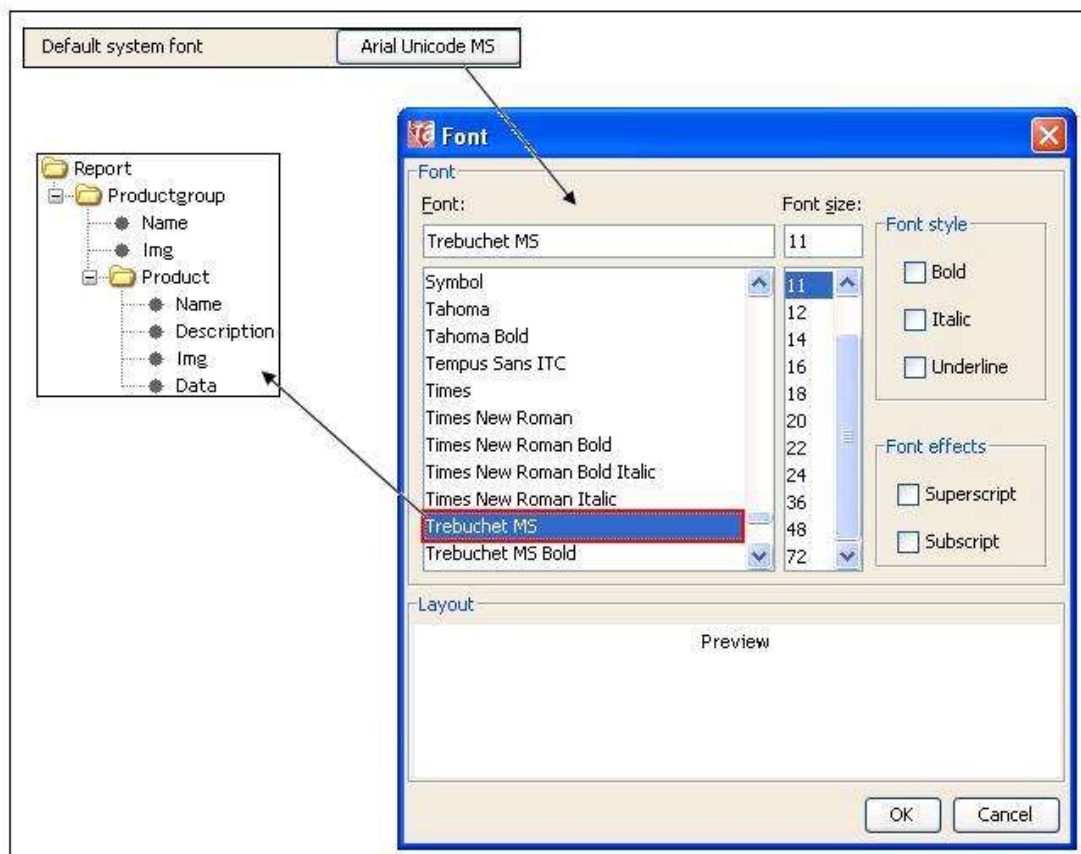 Default system font
Arial Unicode MS
Report
Productgroup
Name
Img
Product
Name
Description
Img
Data
Font
Font
Font:
Font size:
Trebuchet MS
11
Symbol
Tahoma
Tahoma Bold
Tempus Sans ITC
Times
Times New Roman
Times New Roman Bold
Times New Roman Bold Italic
Times New Roman Italic
Trebuchet MS
Trebuchet MS Bold
11
12
14
16
18
20
22
24
36
48
72
Font style
Bold
Italic
Underline
Font effects
Superscript
Subscript
Layout
Preview
OK
Cancel